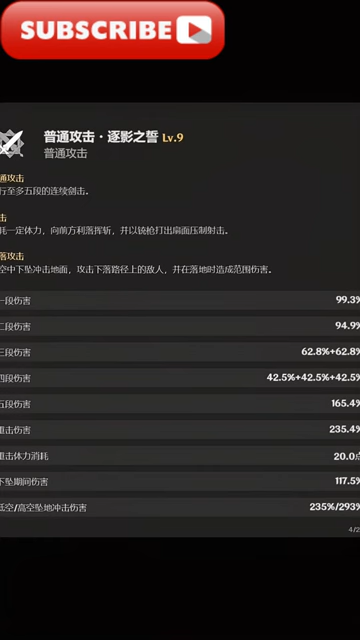 SUBSCRIBE
普通攻击·逐影之誓 Lv.9
普通攻击
通攻击
行至多五段的连续剑击。
击
耗一定体力，向前方利落挥斩，并以铳枪打出扇面压制射击。
落攻击
空中下坠冲击地面，攻击下落路径上的敌人，并在落地时造成范围伤害。
一段伤害 99.3%
二段伤害 94.9%
三段伤害 62.8%+62.8%
四段伤害 42.5%+42.5%+42.5%
五段伤害 165.4%
重击伤害 235.4%
重击体力消耗 20.0点
下坠期间伤害 117.5%
低空/高空坠地冲击伤害 235%/293%
4/2